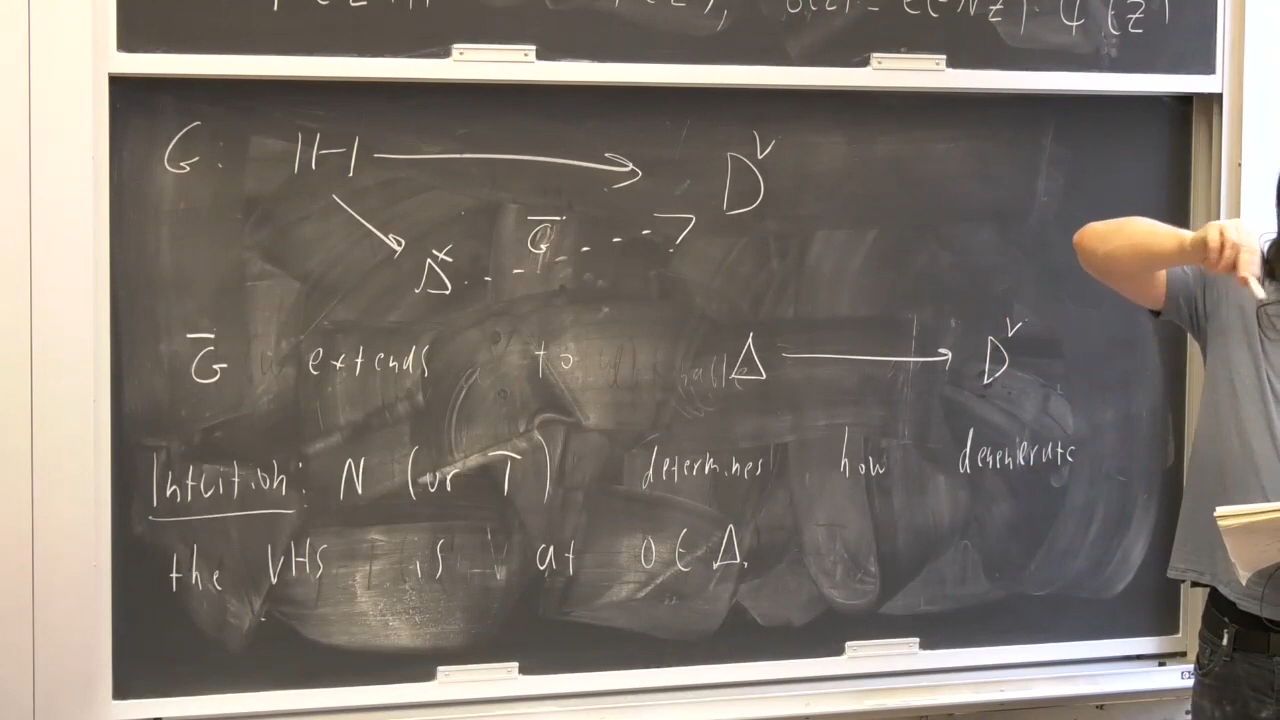 G: H ⟶ Ď
Δ* ⇢ G̅
G̅ extends to Δ ⟶ Ď
Intuition: N (or T) determines how degenerate
the VHS is at 0 ∈ Δ.